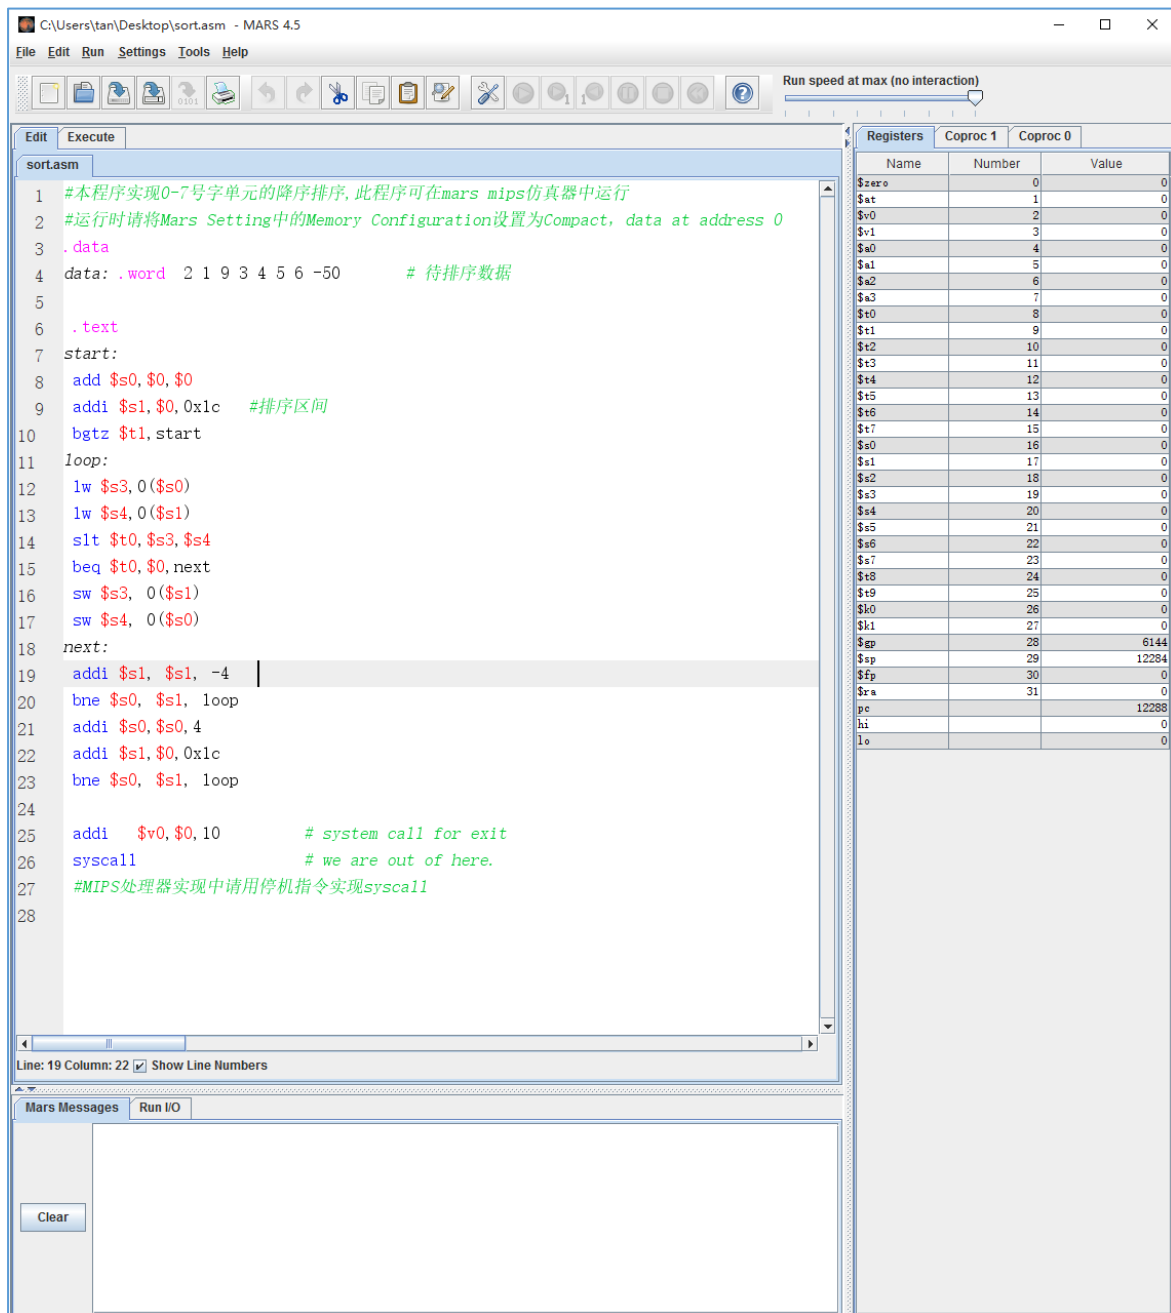 C:\Users\tan\Desktop\sort.asm - MARS 4.5
File Edit Run Settings Tools Help
Run speed at max (no interaction)
Edit Execute
sort.asm
1 #本程序实现0-7号字单元的降序排序,此程序可在mars mips仿真器中运行
2 #运行时请将Mars Setting中的Memory Configuration设置为Compact, data at address 0
3 .data
4 data: .word 2 1 9 3 4 5 6 -50 # 待排序数据
5
6 .text
7 start:
8 add $s0,$0,$0
9 addi $s1,$0,0x1c #排序区间
10 bgtz $t1,start
11 loop:
12 lw $s3,0($s0)
13 lw $s4,0($s1)
14 slt $t0,$s3,$s4
15 beq $t0,$0,next
16 sw $s3, 0($s1)
17 sw $s4, 0($s0)
18 next:
19 addi $s1, $s1, -4
20 bne $s0, $s1, loop
21 addi $s0,$s0,4
22 addi $s1,$0,0x1c
23 bne $s0, $s1, loop
24
25 addi $v0,$0,10 # system call for exit
26 syscall # we are out of here.
27 #MIPS处理器实现中请用停机指令实现syscall
28
Line: 19 Column: 22 Show Line Numbers
Mars Messages Run I/O
Clear
Registers Coproc 1 Coproc 0
Name Number Value
$zero 0 0
$at 1 0
$v0 2 0
$v1 3 0
$a0 4 0
$a1 5 0
$a2 6 0
$a3 7 0
$t0 8 0
$t1 9 0
$t2 10 0
$t3 11 0
$t4 12 0
$t5 13 0
$t6 14 0
$t7 15 0
$s0 16 0
$s1 17 0
$s2 18 0
$s3 19 0
$s4 20 0
$s5 21 0
$s6 22 0
$s7 23 0
$t8 24 0
$t9 25 0
$k0 26 0
$k1 27 0
$gp 28 6144
$sp 29 12284
$fp 30 0
$ra 31 0
pc 12288
hi 0
lo 0